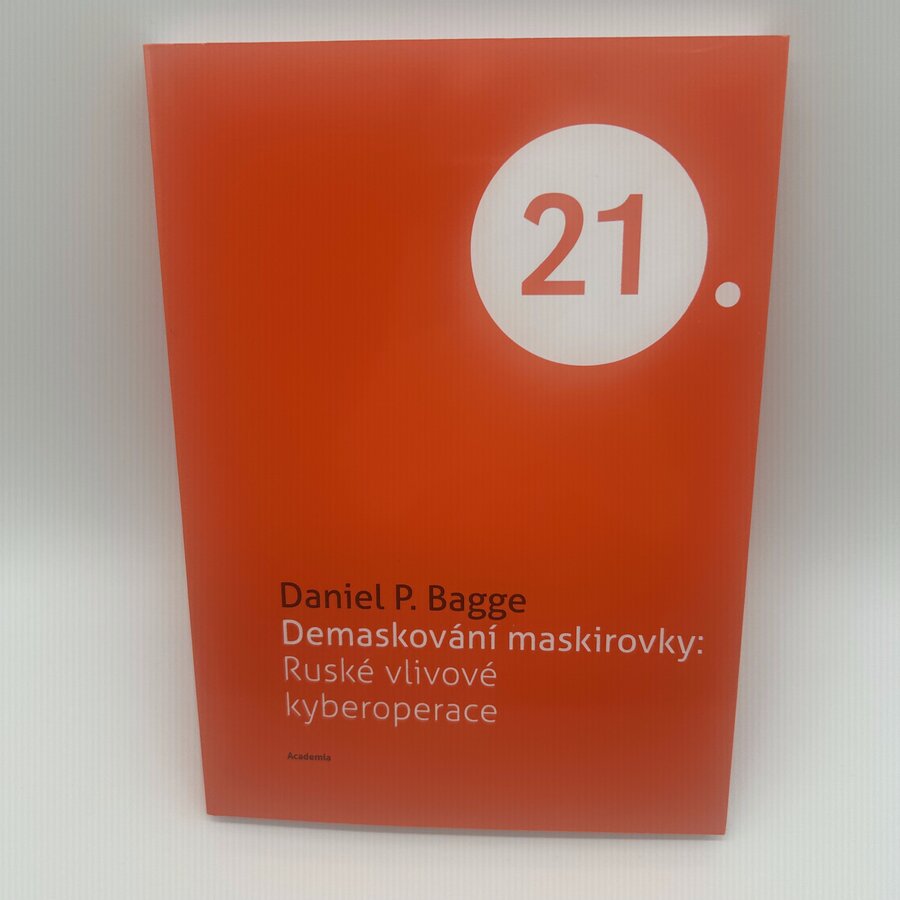 21.
Daniel P. Bagge
Demaskování maskirovky:
Ruské vlivové
kyberoperace
Academia